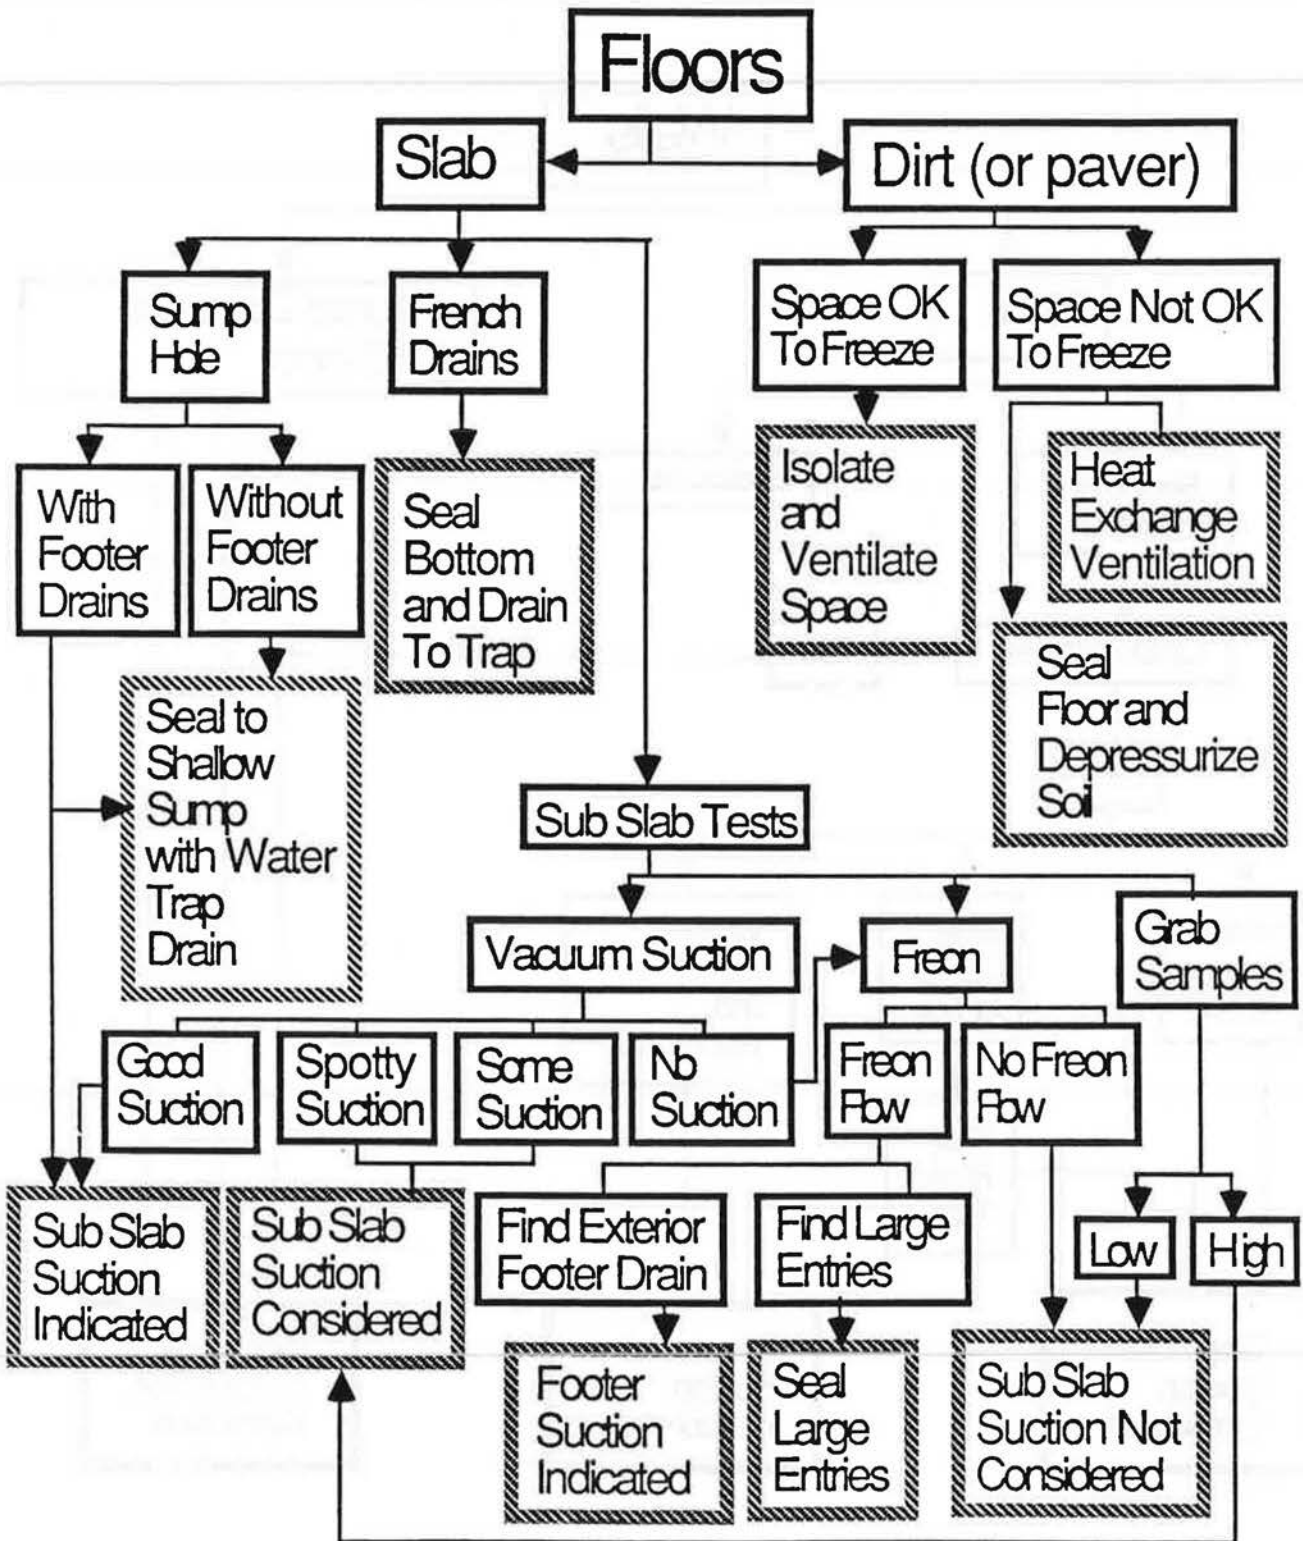 Floors
Slab
Dirt (or paver)
Sump
Hole
French
Drains
Space OK
To Freeze
Space Not OK
To Freeze
With
Footer
Drains
Without
Footer
Drains
Seal
Bottom
and Drain
To Trap
Isolate
and
Ventilate
Space
Heat
Exchange
Ventilation
Seal
Floor and
Depressurize
Soil
Seal to
Shallow
Sump
with Water
Trap
Drain
Sub Slab Tests
Vacuum Suction
Freon
Grab
Samples
Good
Suction
Spotty
Suction
Some
Suction
No
Suction
Freon
Flow
No Freon
Flow
Low
High
Sub Slab
Suction
Indicated
Sub Slab
Suction
Considered
Find Exterior
Footer Drain
Find Large
Entries
Footer
Suction
Indicated
Seal
Large
Entries
Sub Slab
Suction Not
Considered